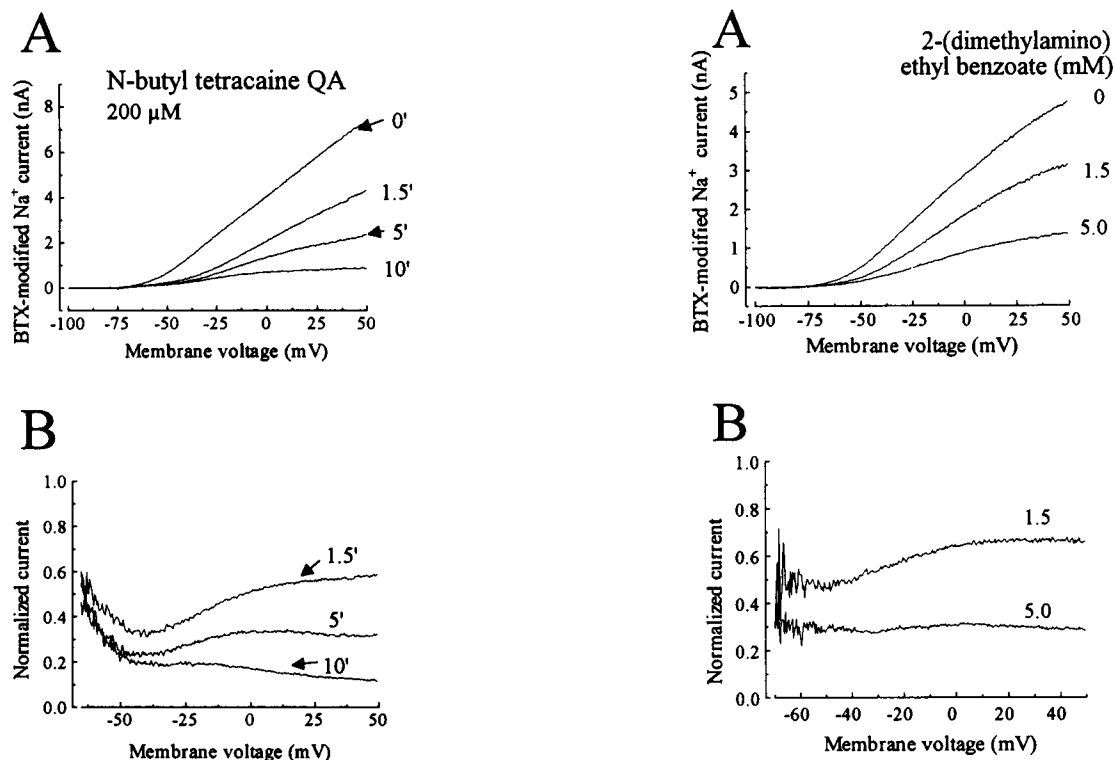 A
N-butyl tetracaine QA
200 µM
BTX-modified Na⁺ current (nA)
8
6
4
2
0
0'
1.5'
5'
10'
-100 -75 -50 -25 0 25 50
Membrane voltage (mV)
A
2-(dimethylamino)
ethyl benzoate (mM)
BTX-modified Na⁺ current (nA)
5
4
3
2
1
0
0
1.5
5.0
-100 -75 -50 -25 0 25 50
Membrane voltage (mV)
B
Normalized current
1.0
0.8
0.6
0.4
0.2
0.0
1.5'
5'
10'
-50 -25 0 25 50
Membrane voltage (mV)
B
Normalized current
1.0
0.8
0.6
0.4
0.2
0.0
1.5
5.0
-60 -40 -20 0 20 40
Membrane voltage (mV)